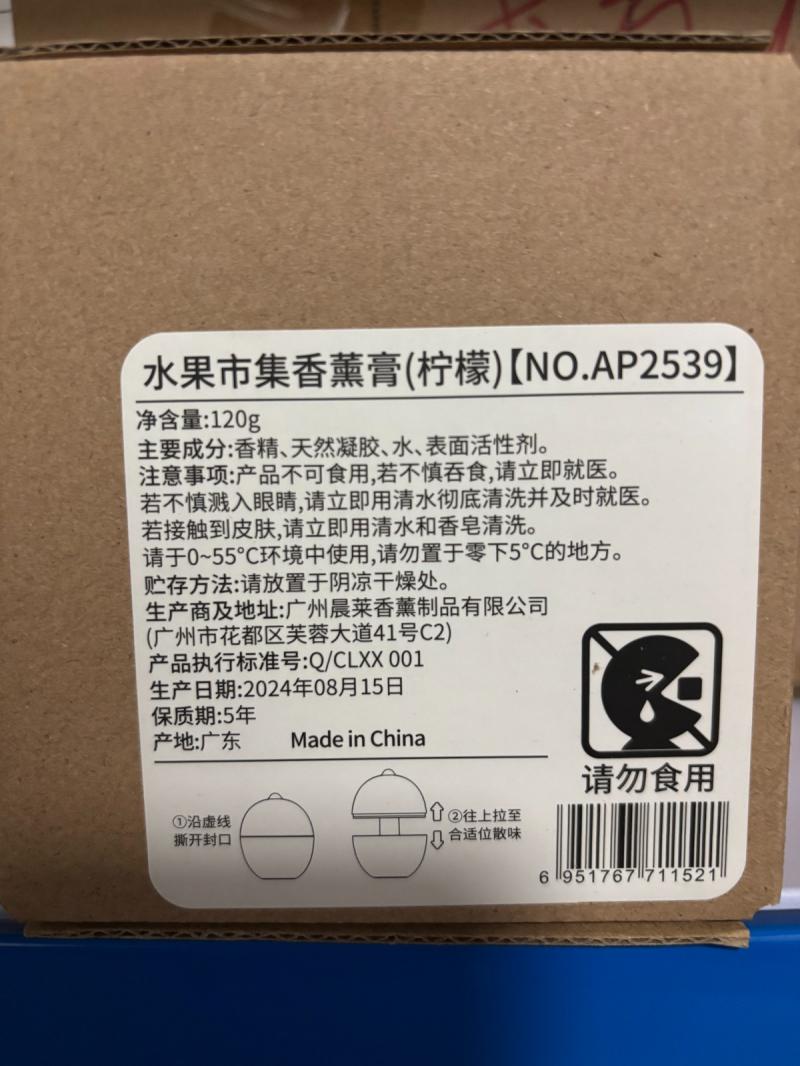 水果市集香薰膏(柠檬)【NO.AP2539】
净含量:120g
主要成分:香精、天然凝胶、水、表面活性剂。
注意事项:产品不可食用,若不慎吞食,请立即就医。
若不慎溅入眼睛,请立即用清水彻底清洗并及时就医。
若接触到皮肤,请立即用清水和香皂清洗。
请于0~55°C环境中使用,请勿置于零下5°C的地方。
贮存方法:请放置于阴凉干燥处。
生产商及地址:广州晨莱香薰制品有限公司
(广州市花都区芙蓉大道41号C2)
产品执行标准号:Q/CLXX 001
生产日期:2024年08月15日
保质期:5年
产地:广东 Made in China
请勿食用
①沿虚线
撕开封口
②往上拉至
合适位散味
6 951767 711521